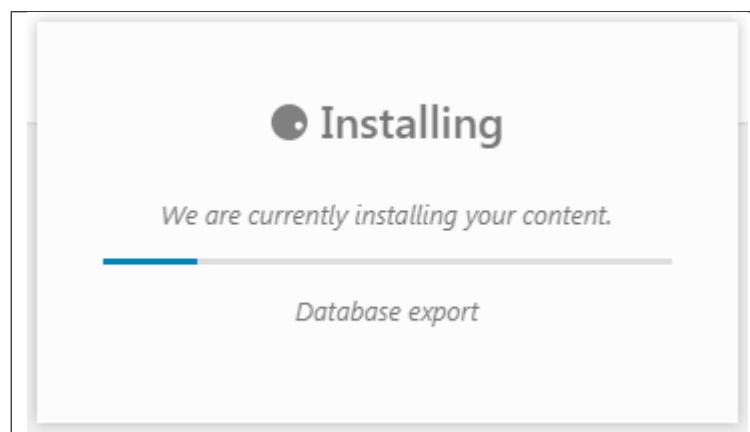 Installing
We are currently installing your content.
Database export